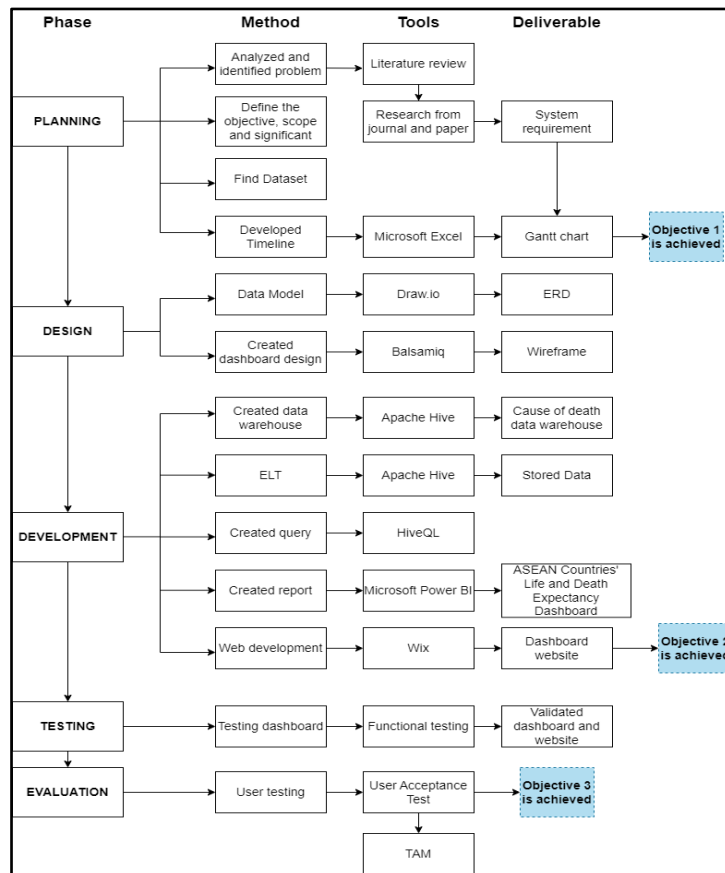 Phase Method Tools Deliverable
Analyzed and
identified problem
Literature review
PLANNING
Define the
objective, scope
and significant
Research from
journal and paper
System
requirement
Find Dataset
Developed
Timeline
Microsoft Excel
Gantt chart
Objective 1
is achieved
DESIGN
Data Model
Draw.io
ERD
Created
dashboard design
Balsamiq
Wireframe
DEVELOPMENT
Created data
warehouse
Apache Hive
Cause of death
data warehouse
ELT
Apache Hive
Stored Data
Created query
HiveQL
Created report
Microsoft Power BI
ASEAN Countries'
Life and Death
Expectancy
Dashboard
Web development
Wix
Dashboard
website
Objective 2
is achieved
TESTING
Testing dashboard
Functional testing
Validated
dashboard and
website
EVALUATION
User testing
User Acceptance
Test
Objective 3
is achieved
TAM